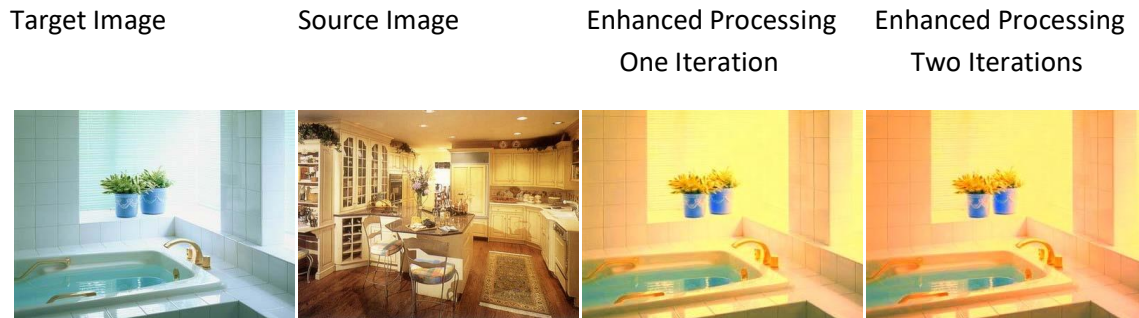 Target Image
Source Image
Enhanced Processing
One Iteration
Enhanced Processing
Two Iterations